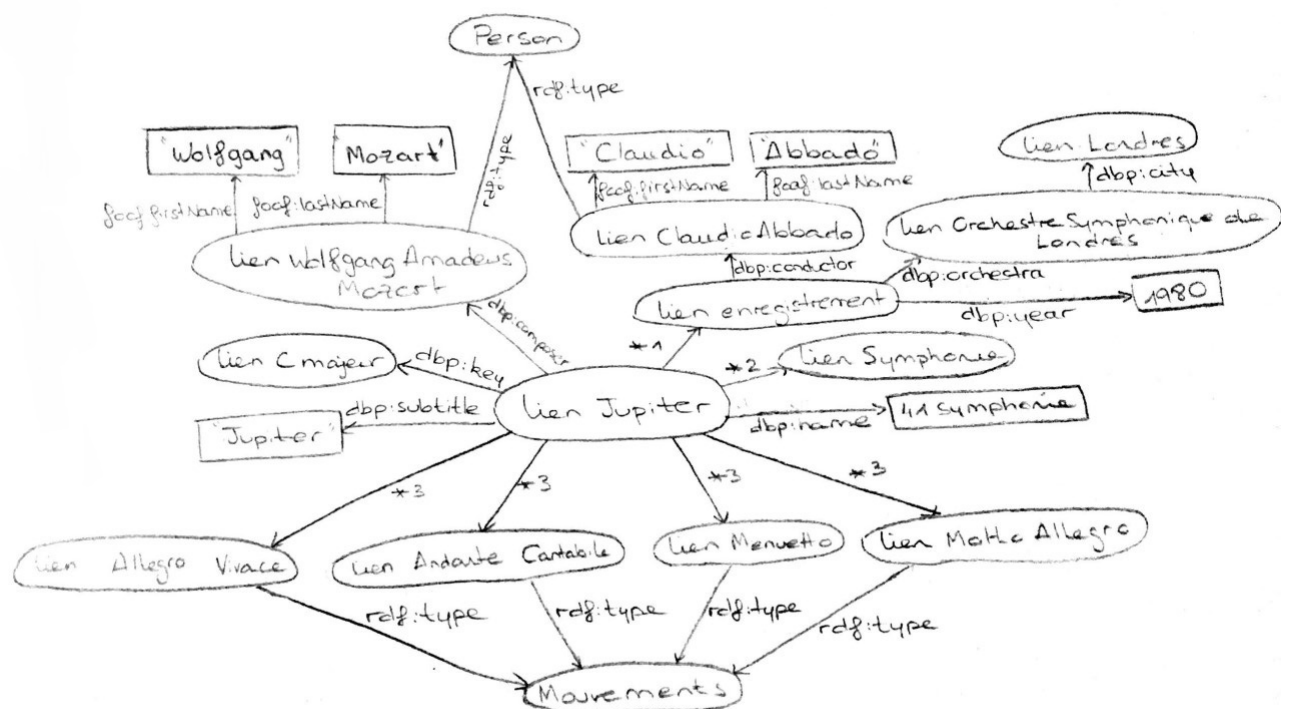 Person
rdf:type
rdf:type
"Wolfgang"
"Mozart"
"Claudio"
"Abbado"
lien Londres
foaf:firstName
foaf:lastName
foaf:firstName
foaf:lastName
dbp:city
lien Wolfgang Amadeus
Mozart
lien Claudio Abbado
lien Orchestre Symphonique de
Londres
dbp:conductor
dbp:orchestra
lien enregistrement
1980
dbp:year
dbp:composer
*1
lien C majeur
dbp:key
*2
lien Symphonie
lien Jupiter
dbp:subtitle
"Jupiter"
dbp:name
41 symphonie
*3
*3
*3
*3
lien Allegro Vivace
lien Andante Cantabile
lien Menuetto
lien Molto Allegro
rdf:type
rdf:type
rdf:type
rdf:type
Mouvements